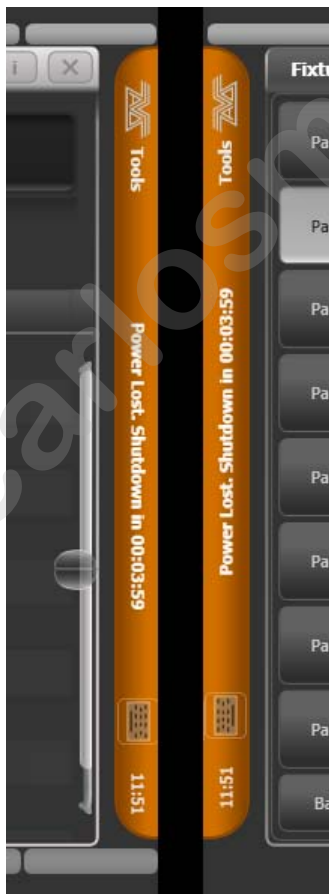 i
Tools
Power Lost. Shutdown in 00:03:59
11:51
Tools
Power Lost. Shutdown in 00:03:59
11:51
Fixtu
Pa
Pa
Pa
Pa
Pa
Pa
Pa
Pa
Ba
carlosm